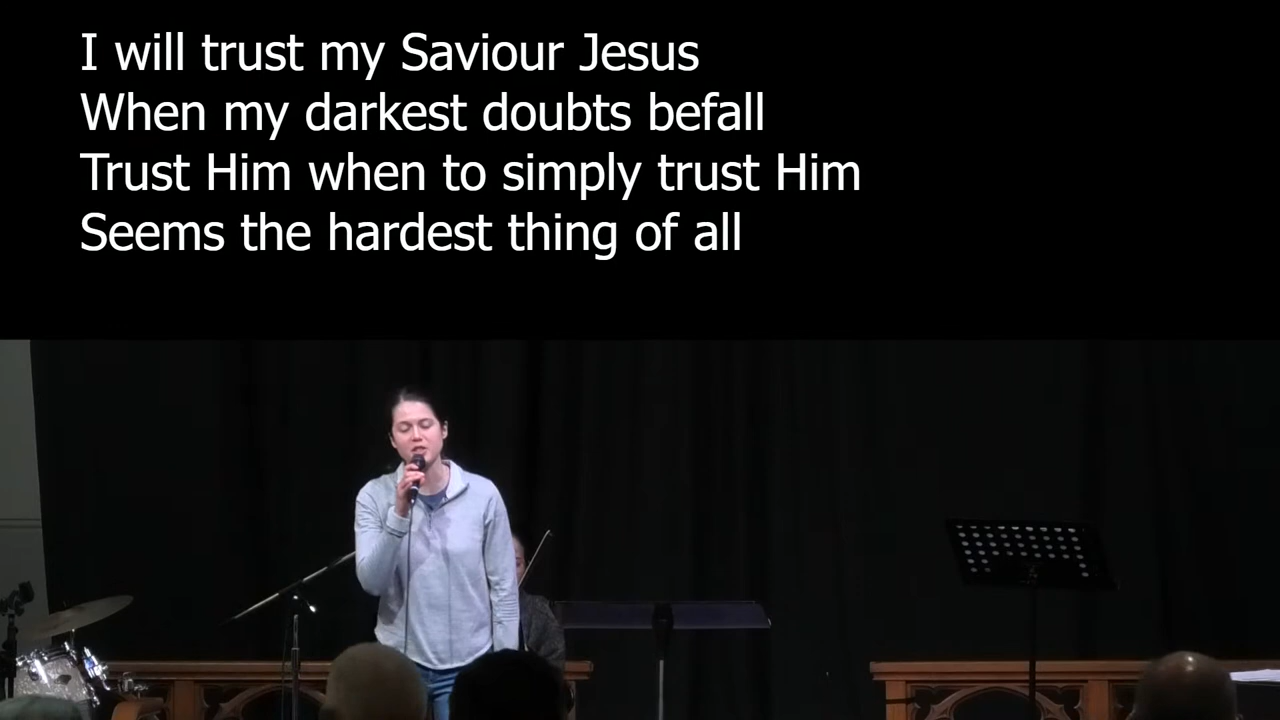 I will trust my Saviour Jesus
When my darkest doubts befall
Trust Him when to simply trust Him
Seems the hardest thing of all